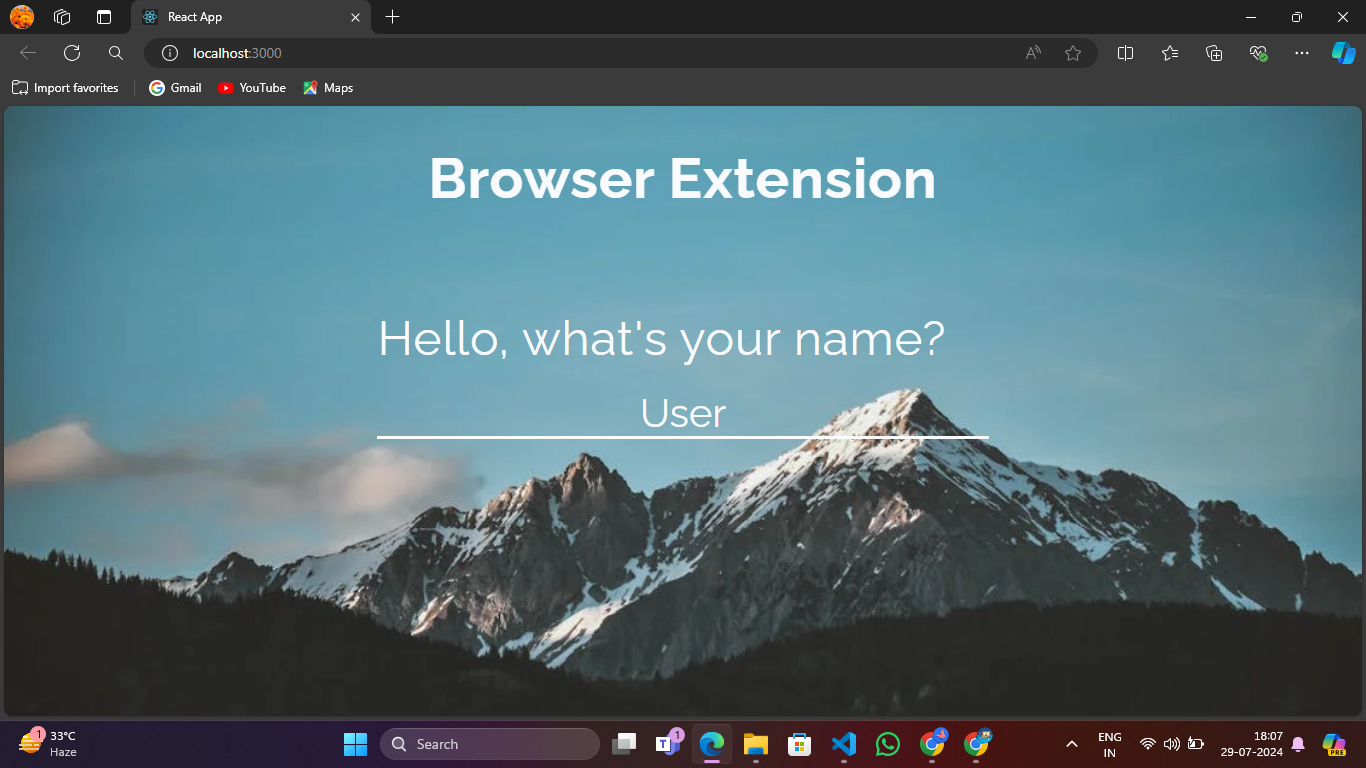 React App
localhost:3000
Import favorites
Gmail
YouTube
Maps
Browser Extension
Hello, what's your name?
User
1
33°C
Haze
Search
T
1
ENG
IN
18:07
29-07-2024
PRE